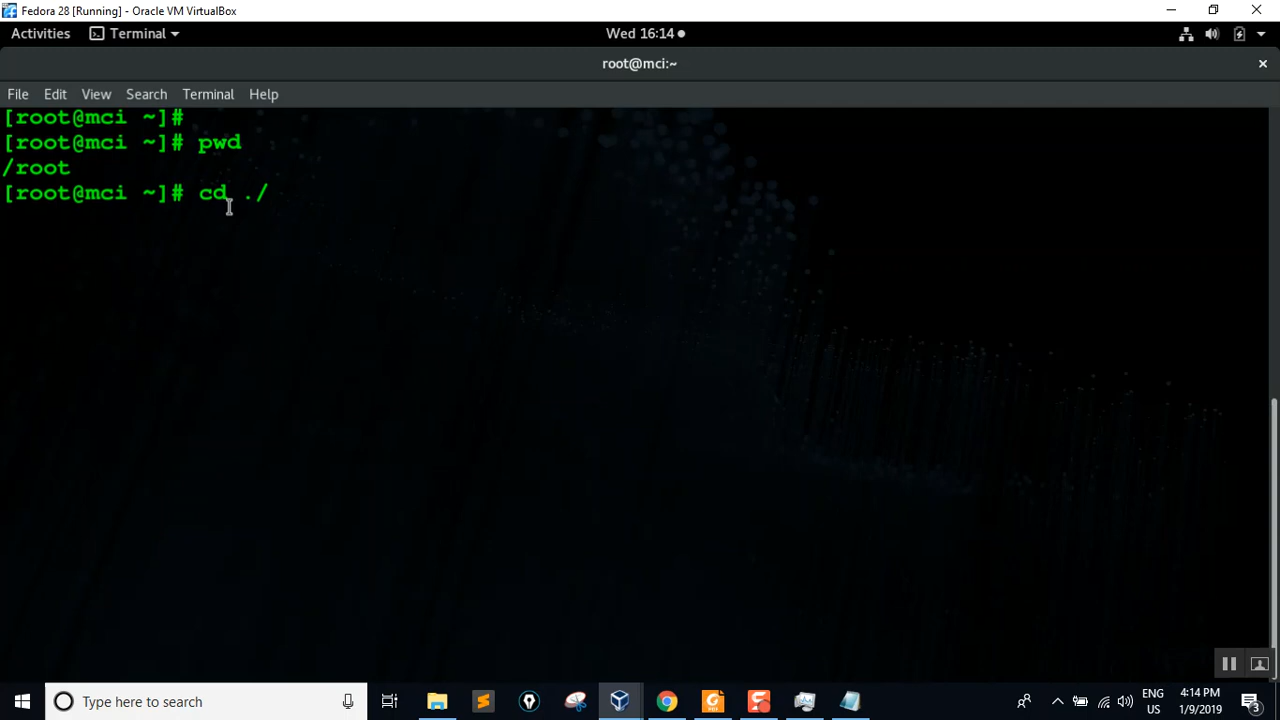 Fedora 28 [Running] - Oracle VM VirtualBox
Activities Terminal Wed 16:14
root@mci:~
File Edit View Search Terminal Help
[root@mci ~]#
[root@mci ~]# pwd
/root
[root@mci ~]# cd ./
Type here to search
ENG
US
4:14 PM
1/9/2019
3